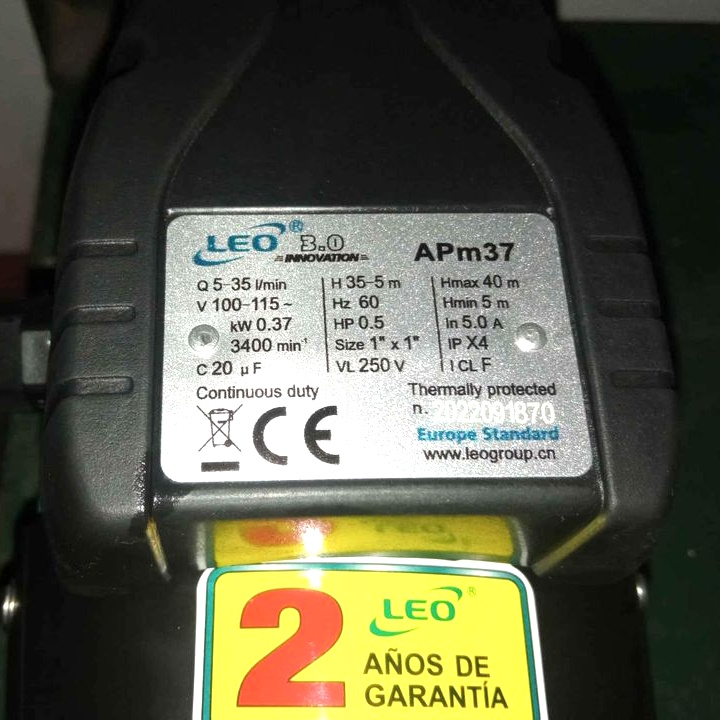 LEO® 3.0 INNOVATION APm37
Q 5-35 l/min H 35-5 m Hmax 40 m
V 100-115~ Hz 60 Hmin 5 m
kW 0.37 HP 0.5 In 5.0 A
3400 min⁻¹ Size 1" x 1" IP X4
C 20 µF VL 250 V I CL F
Continuous duty Thermally protected
n. 2022091870
CE Europe Standard
www.leogroup.cn
LEO
2 LEO®
AÑOS DE
GARANTÍA